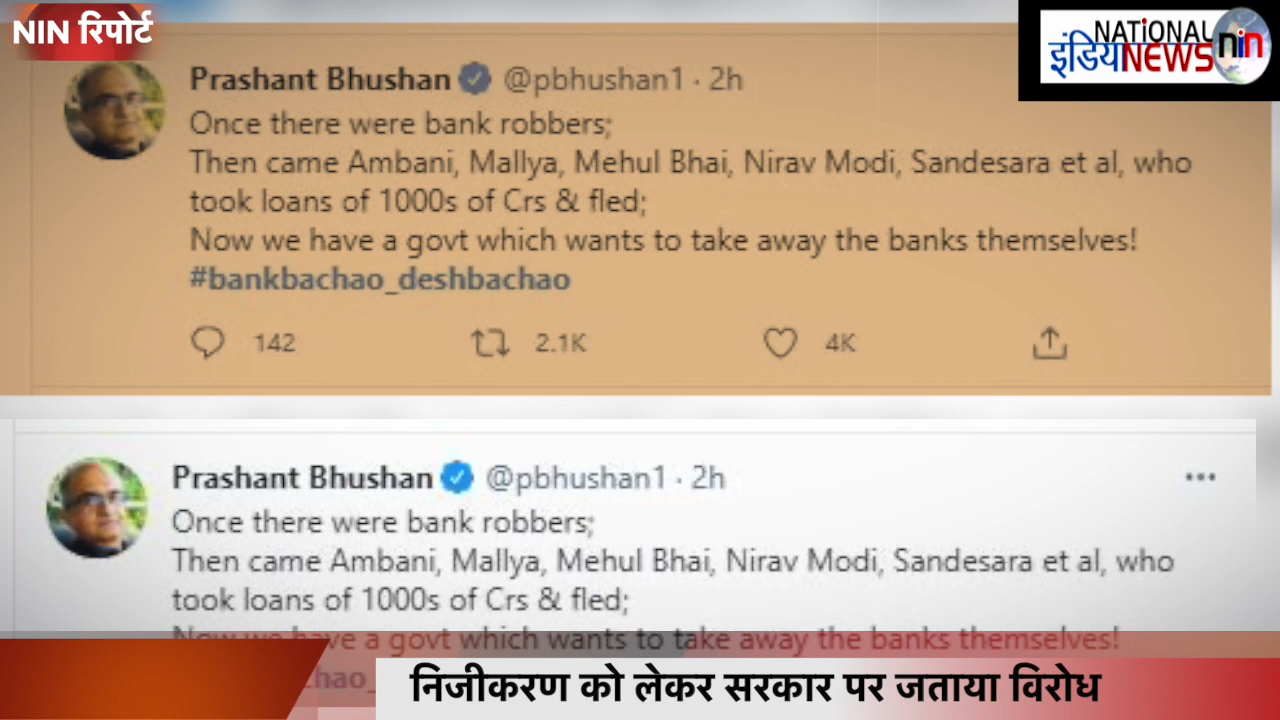 NIN रिपोर्ट
NATIONAL
इंडिया NEWS nin
Prashant Bhushan @pbhushan1 · 2h
Once there were bank robbers;
Then came Ambani, Mallya, Mehul Bhai, Nirav Modi, Sandesara et al, who
took loans of 1000s of Crs & fled;
Now we have a govt which wants to take away the banks themselves!
#bankbachao_deshbachao
142 2.1K 4K
Prashant Bhushan @pbhushan1 · 2h
Once there were bank robbers;
Then came Ambani, Mallya, Mehul Bhai, Nirav Modi, Sandesara et al, who
took loans of 1000s of Crs & fled;
Now we have a govt which wants to take away the banks themselves!
निजीकरण को लेकर सरकार पर जताया विरोध